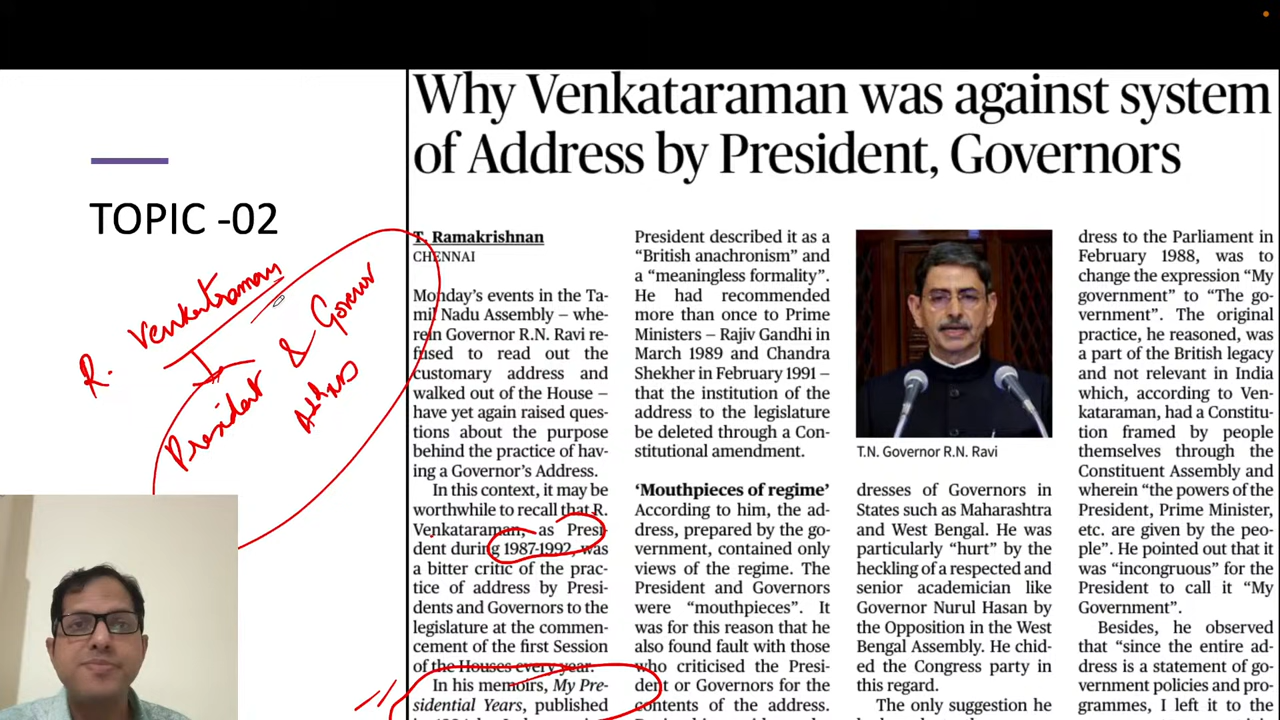 Why Venkataraman was against system
of Address by President, Governors
TOPIC -02
R. Venkatraman
President & Governor
Address
T. Ramakrishnan
CHENNAI
Monday's events in the Ta-
mil Nadu Assembly – whe-
rein Governor R.N. Ravi re-
fused to read out the
customary address and
walked out of the House –
have yet again raised ques-
tions about the purpose
behind the practice of hav-
ing a Governor's Address.
In this context, it may be
worthwhile to recall that R.
Venkataraman, as Presi-
dent during 1987-1992, was
a bitter critic of the prac-
tice of address by Presi-
dents and Governors to the
legislature at the commen-
cement of the first Session
of the Houses every year.
In his memoirs, My Pre-
sidential Years, published
President described it as a
"British anachronism" and
a "meaningless formality".
He had recommended
more than once to Prime
Ministers – Rajiv Gandhi in
March 1989 and Chandra
Shekher in February 1991 –
that the institution of the
address to the legislature
be deleted through a Con-
stitutional amendment.
'Mouthpieces of regime'
According to him, the ad-
dress, prepared by the go-
vernment, contained only
views of the regime. The
President and Governors
were "mouthpieces". It
was for this reason that he
also found fault with those
who criticised the Presi-
dent or Governors for the
contents of the address.
T.N. Governor R.N. Ravi
dresses of Governors in
States such as Maharashtra
and West Bengal. He was
particularly "hurt" by the
heckling of a respected and
senior academician like
Governor Nurul Hasan by
the Opposition in the West
Bengal Assembly. He chid-
ed the Congress party in
this regard.
The only suggestion he
dress to the Parliament in
February 1988, was to
change the expression "My
government" to "The go-
vernment". The original
practice, he reasoned, was
a part of the British legacy
and not relevant in India
which, according to Ven-
kataraman, had a Constitu-
tion framed by people
themselves through the
Constituent Assembly and
wherein "the powers of the
President, Prime Minister,
etc. are given by the peo-
ple". He pointed out that it
was "incongruous" for the
President to call it "My
Government".
Besides, he observed
that "since the entire ad-
dress is a statement of go-
vernment policies and pro-
grammes, I left it to the